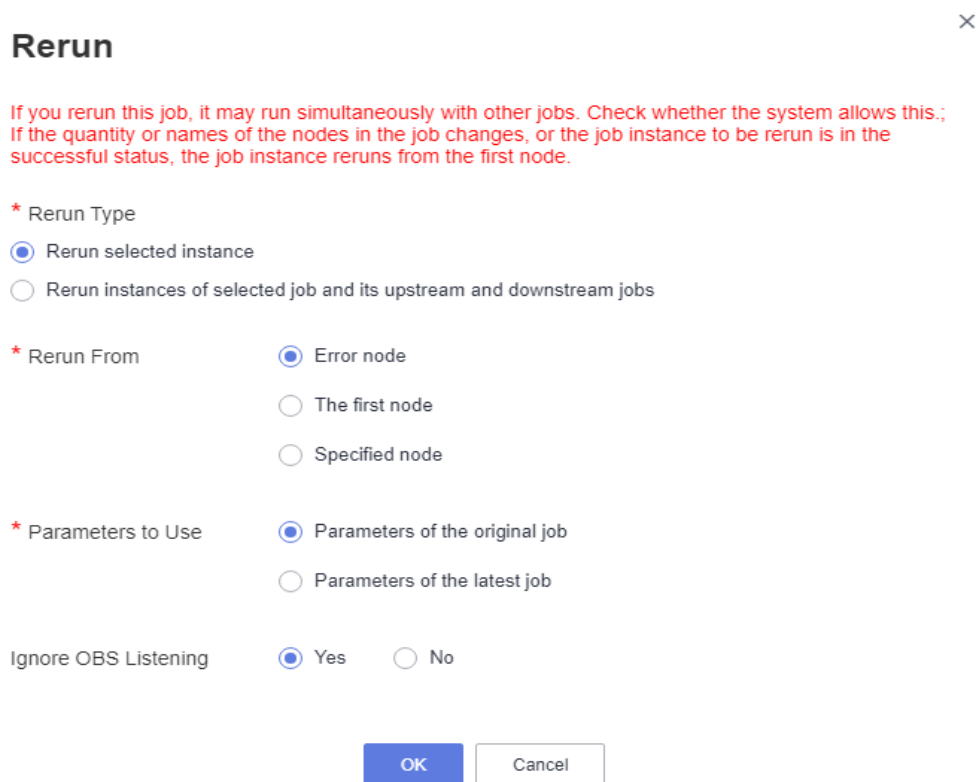 Rerun
If you rerun this job, it may run simultaneously with other jobs. Check whether the system allows this.;
If the quantity or names of the nodes in the job changes, or the job instance to be rerun is in the
successful status, the job instance reruns from the first node.
* Rerun Type
Rerun selected instance
Rerun instances of selected job and its upstream and downstream jobs
* Rerun From
Error node
The first node
Specified node
* Parameters to Use
Parameters of the original job
Parameters of the latest job
Ignore OBS Listening
Yes
No
OK
Cancel